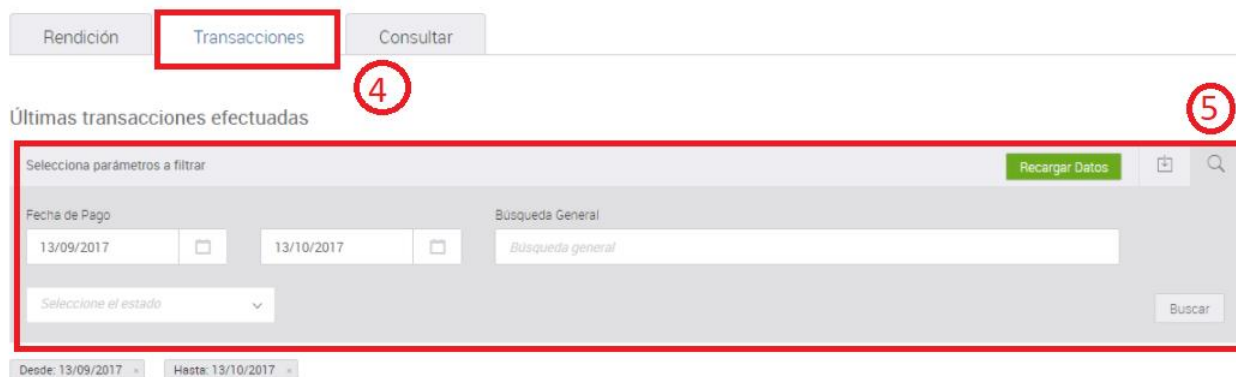 Rendición Transacciones Consultar
4
5
Últimas transacciones efectuadas
Selecciona parámetros a filtrar Recargar Datos
Fecha de Pago Búsqueda General
13/09/2017 13/10/2017 Búsqueda general
Seleccione el estado Buscar
Desde: 13/09/2017 × Hasta: 13/10/2017 ×